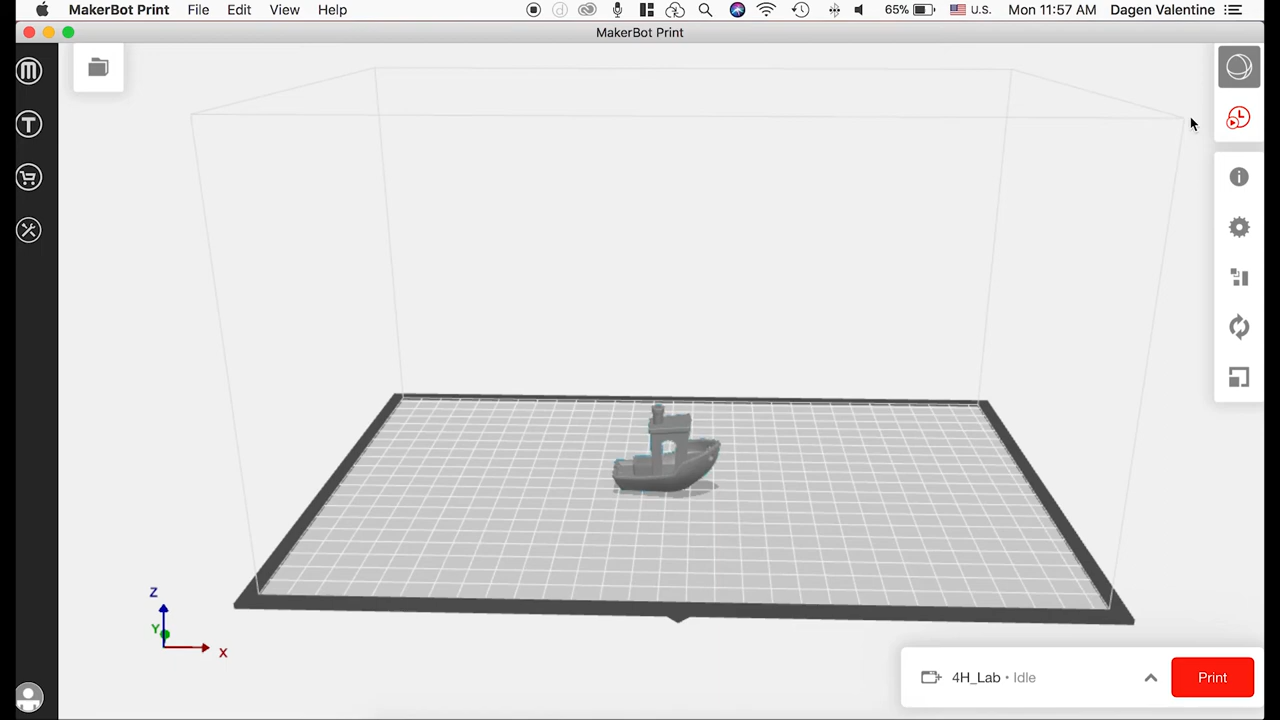 MakerBot Print File Edit View Help 65% U.S. Mon 11:57 AM Dagen Valentine
MakerBot Print
M
T
i
Z
Y
X
4H_Lab • Idle
Print